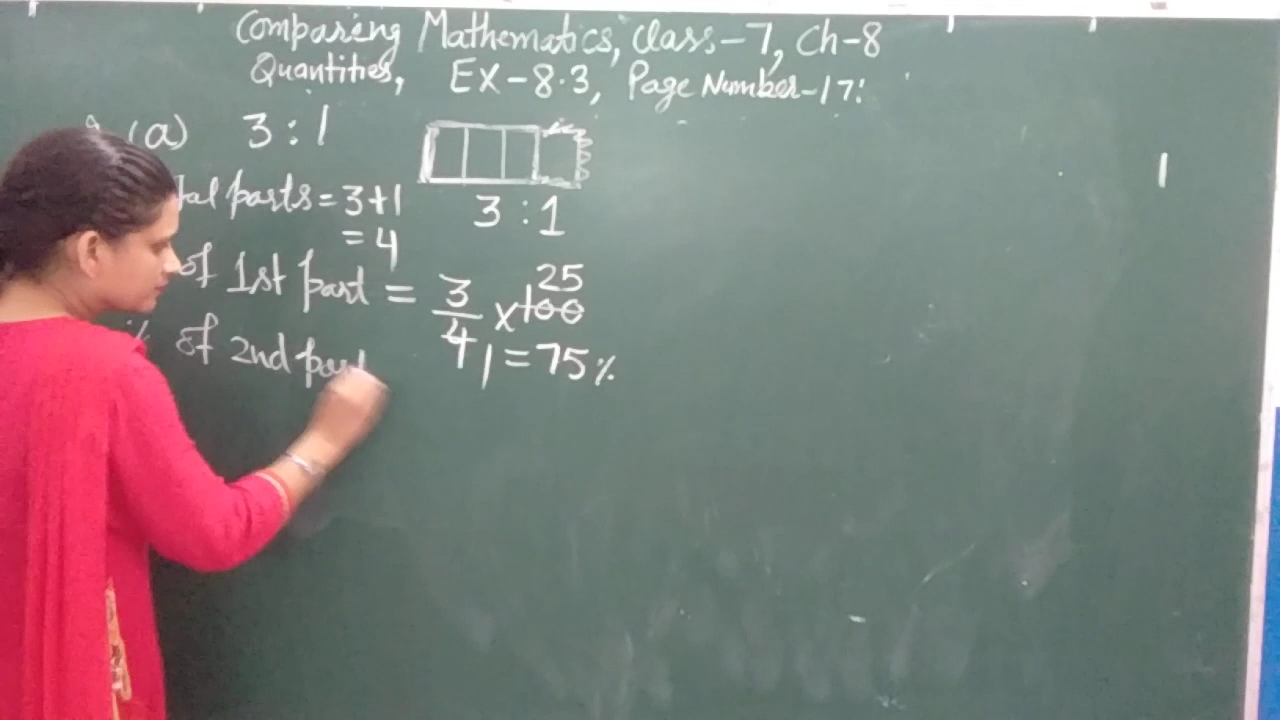 Comparing Mathematics, Class-7, Ch-8
Quantities, EX-8.3, Page Number-17
(a) 3:1
parts = 3+1
3:1
= 4
of 1st part = 3/4 × 100 25
1 = 75%
% of 2nd part